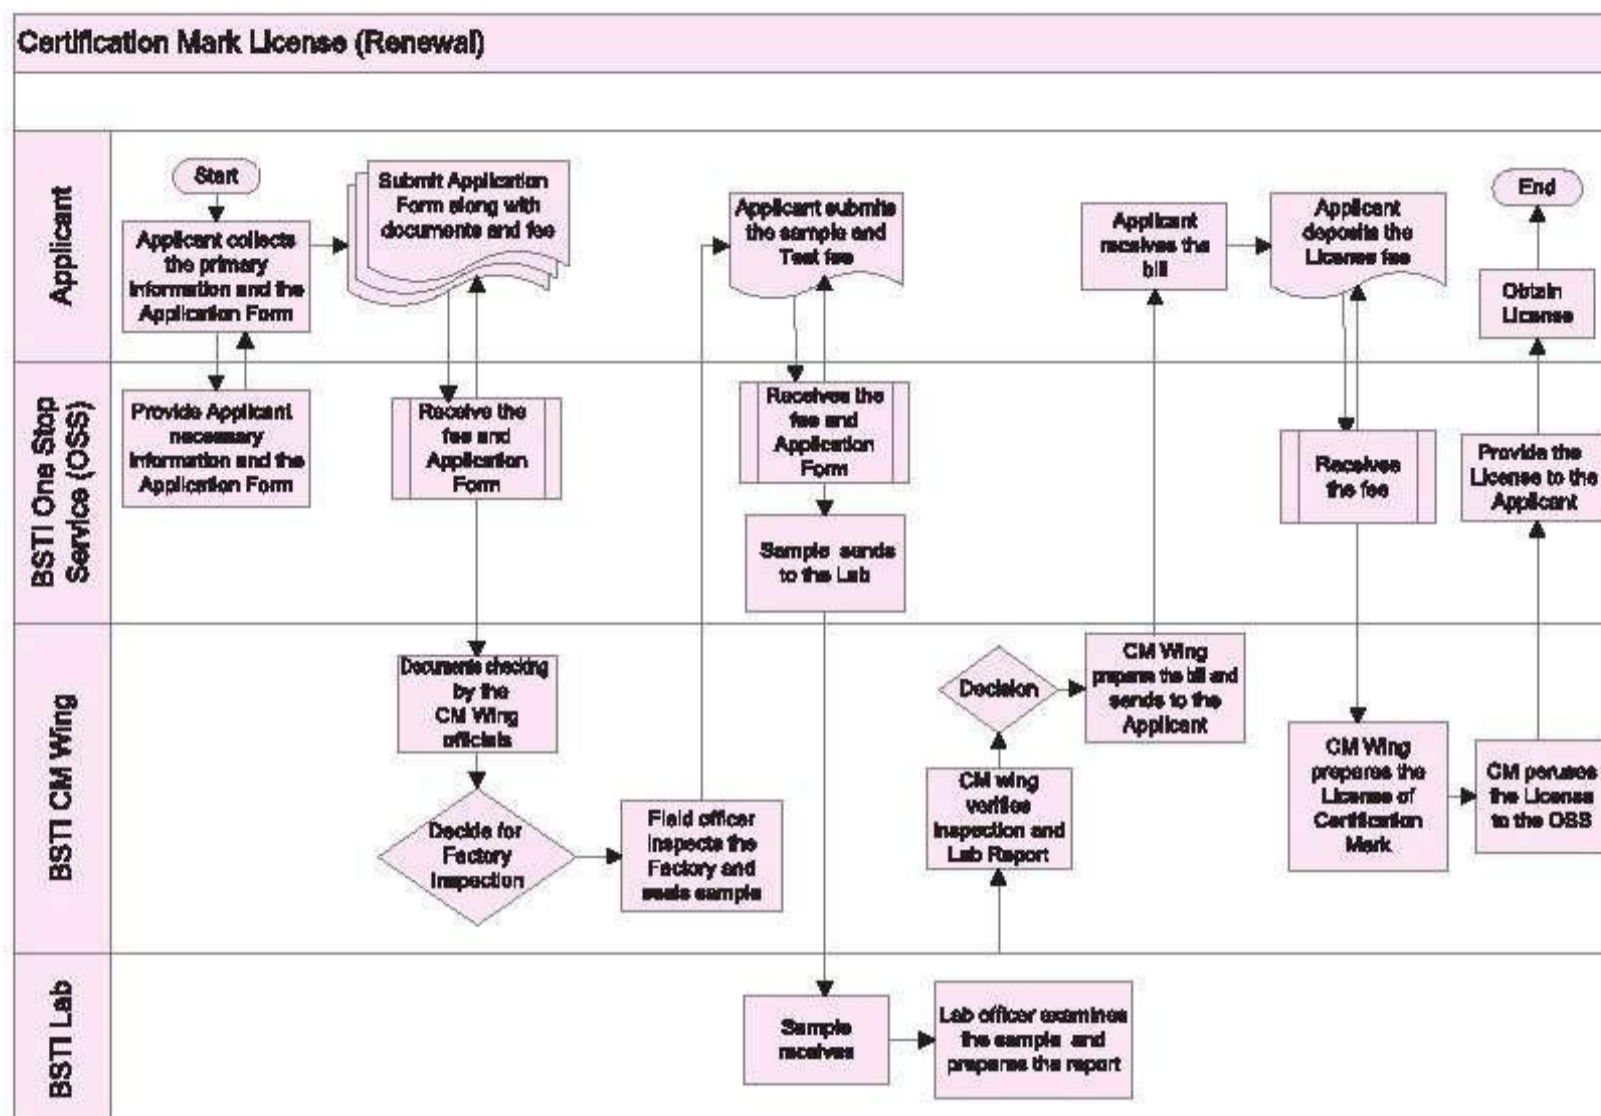 Certification Mark License (Renewal)
Applicant
Start
Applicant collects
the primary
information and the
Application Form
Submit Application
Form along with
documents and fee
Applicant submits
the sample and
Test fee
Applicant
receives the
bill
Applicant
deposits the
License fee
End
Obtain
License
BSTI One Stop
Service (OSS)
Provide Applicant
necessary
information and the
Application Form
Receive the
fee and
Application
Form
Receives the
fee and
Application
Form
Sample sends
to the Lab
Receives
the fee
Provide the
License to the
Applicant
BSTI CM Wing
Documents checking
by the
CM Wing
officials
Decide for
Factory
Inspection
Field officer
inspects the
Factory and
seals sample
Decision
CM wing
verifies
inspection and
Lab Report
CM Wing
prepares the bill and
sends to the
Applicant
CM Wing
prepares the
License of
Certification
Mark
CM peruses
the License
to the OSS
BSTI Lab
Sample
receives
Lab officer examines
the sample and
prepares the report